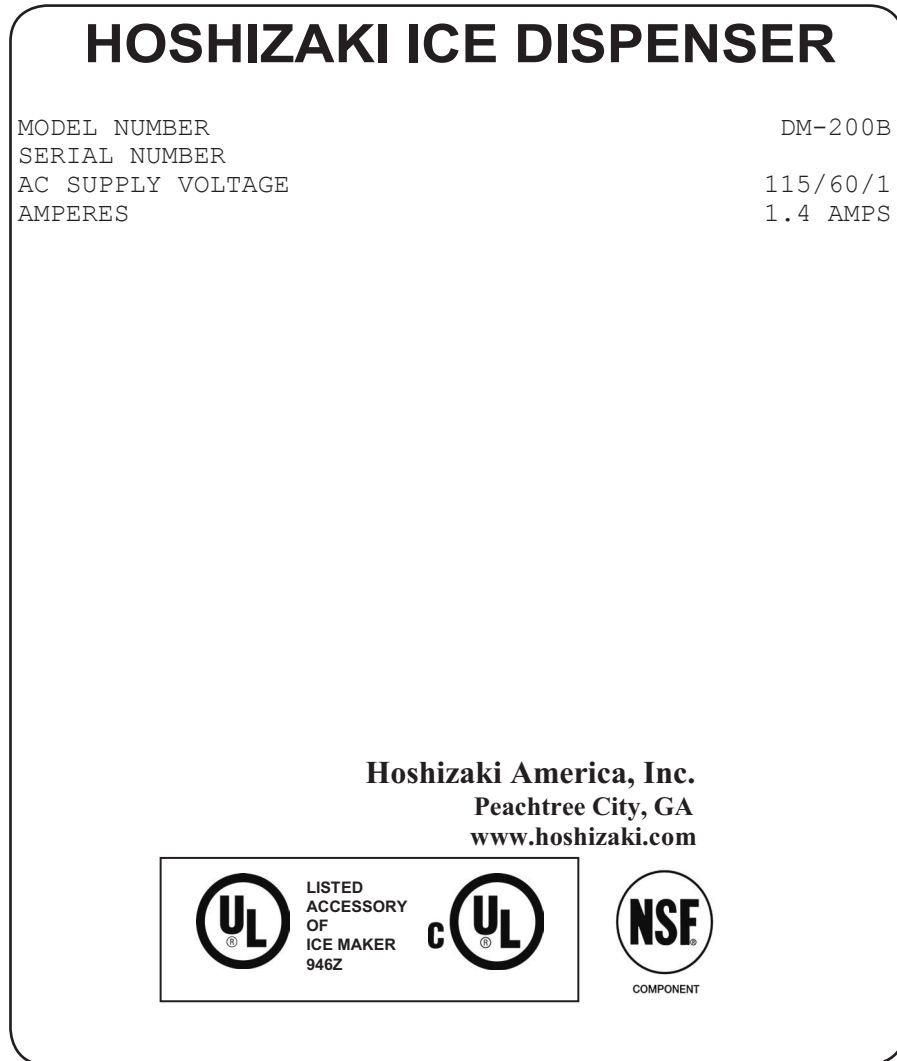 HOSHIZAKI ICE DISPENSER
MODEL NUMBER DM-200B
SERIAL NUMBER
AC SUPPLY VOLTAGE 115/60/1
AMPERES 1.4 AMPS
Hoshizaki America, Inc.
Peachtree City, GA
www.hoshizaki.com
UL ®
LISTED
ACCESSORY
OF
ICE MAKER
946Z
C UL ®
NSF ®
COMPONENT